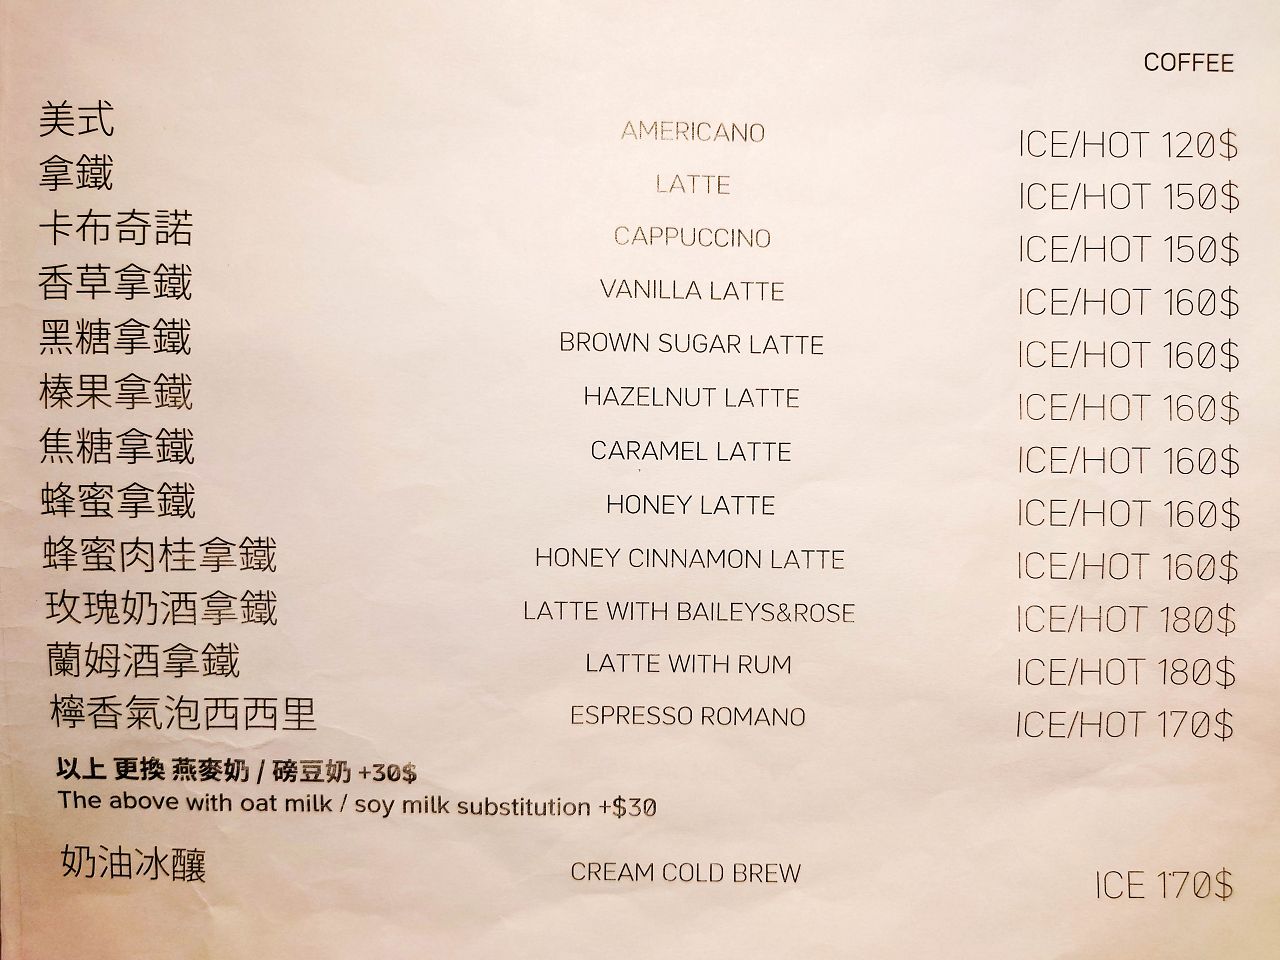 COFFEE
美式 AMERICANO ICE/HOT 120$
拿鐵 LATTE ICE/HOT 150$
卡布奇諾 CAPPUCCINO ICE/HOT 150$
香草拿鐵 VANILLA LATTE ICE/HOT 160$
黑糖拿鐵 BROWN SUGAR LATTE ICE/HOT 160$
榛果拿鐵 HAZELNUT LATTE ICE/HOT 160$
焦糖拿鐵 CARAMEL LATTE ICE/HOT 160$
蜂蜜拿鐵 HONEY LATTE ICE/HOT 160$
蜂蜜肉桂拿鐵 HONEY CINNAMON LATTE ICE/HOT 160$
玫瑰奶酒拿鐵 LATTE WITH BAILEYS&ROSE ICE/HOT 180$
蘭姆酒拿鐵 LATTE WITH RUM ICE/HOT 180$
檸香氣泡西西里 ESPRESSO ROMANO ICE/HOT 170$
以上 更換 燕麥奶 / 磅豆奶 +30$
The above with oat milk / soy milk substitution +$30
奶油冰釀 CREAM COLD BREW ICE 170$